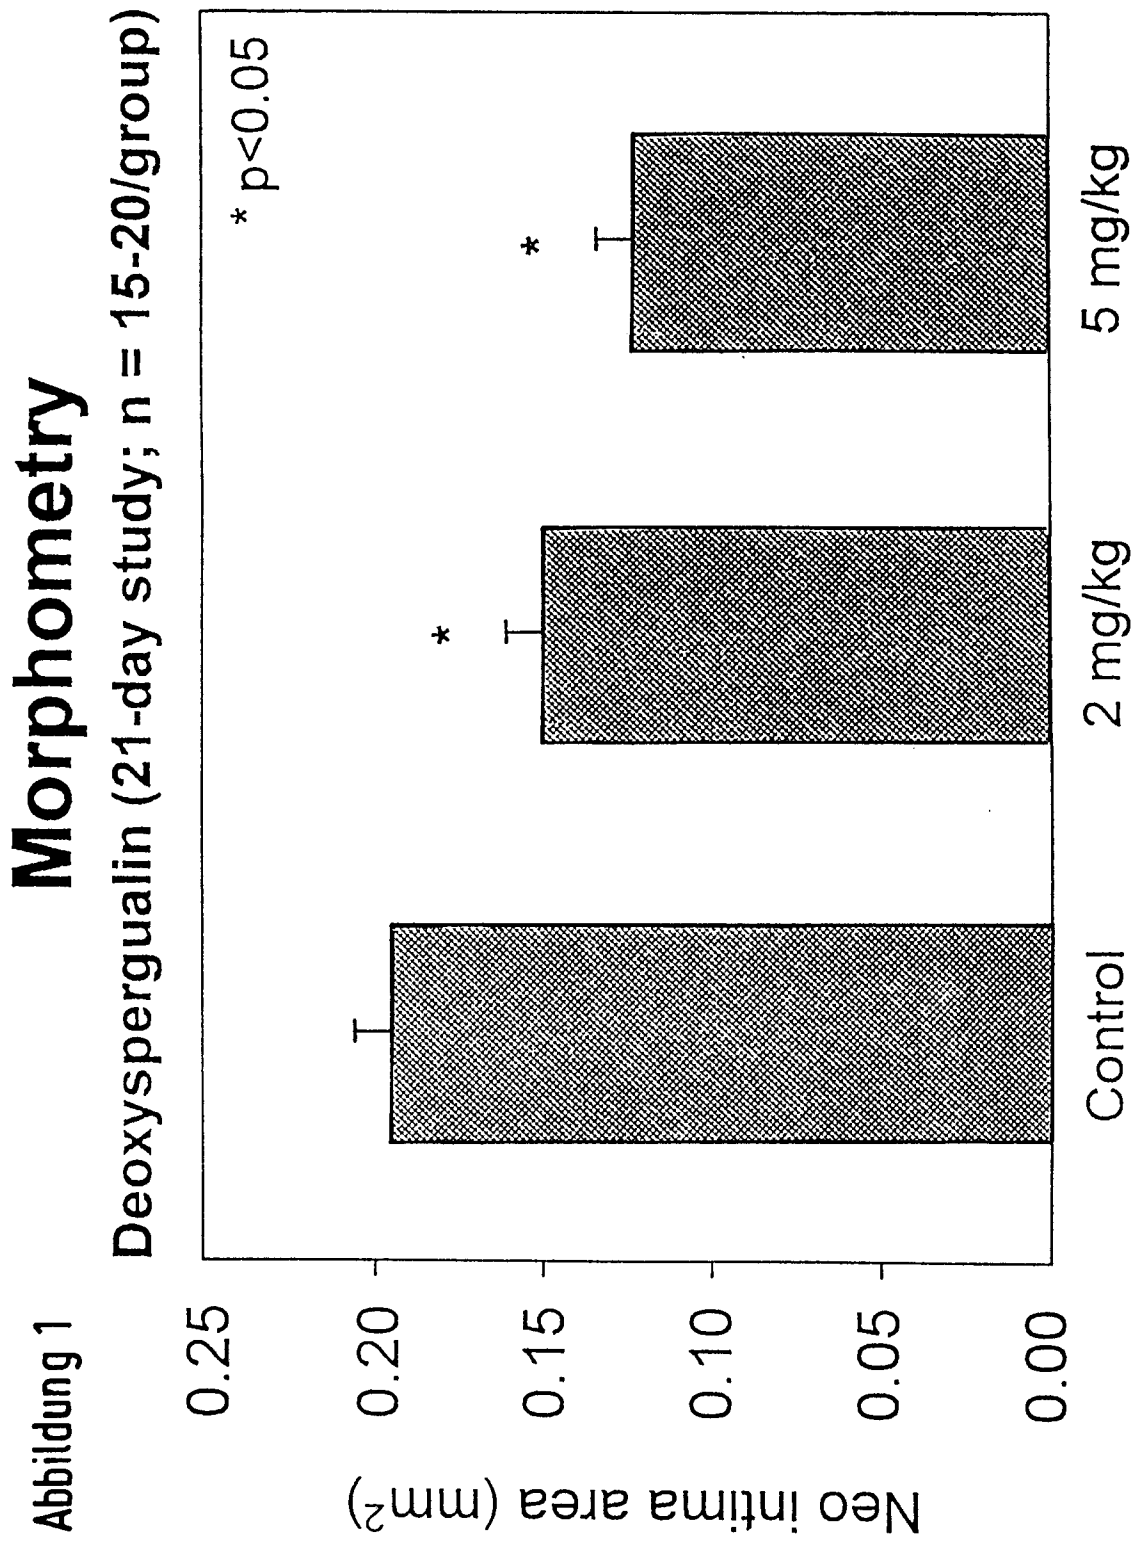 Abbildung 1
Morphometry
Deoxyspergualin (21-day study; n = 15-20/group)
* p<0.05
0.25
0.20
0.15
0.10
0.05
0.00
Neo intima area (mm²)
*
*
Control
2 mg/kg
5 mg/kg